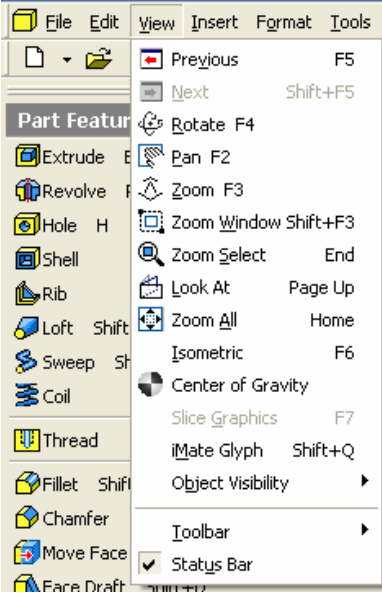 File Edit View Insert Format Tools
Previous F5
Next Shift+F5
Part Featur
Rotate F4
Extrude E
Pan F2
Revolve
Zoom F3
Hole H
Zoom Window Shift+F3
Shell
Zoom Select End
Rib
Look At Page Up
Loft Shift
Zoom All Home
Sweep Sh
Isometric F6
Coil
Center of Gravity
Slice Graphics F7
Thread
iMate Glyph Shift+Q
Fillet Shif
Object Visibility
Chamfer
Toolbar
Move Face
Status Bar
Face Draft Shift+D